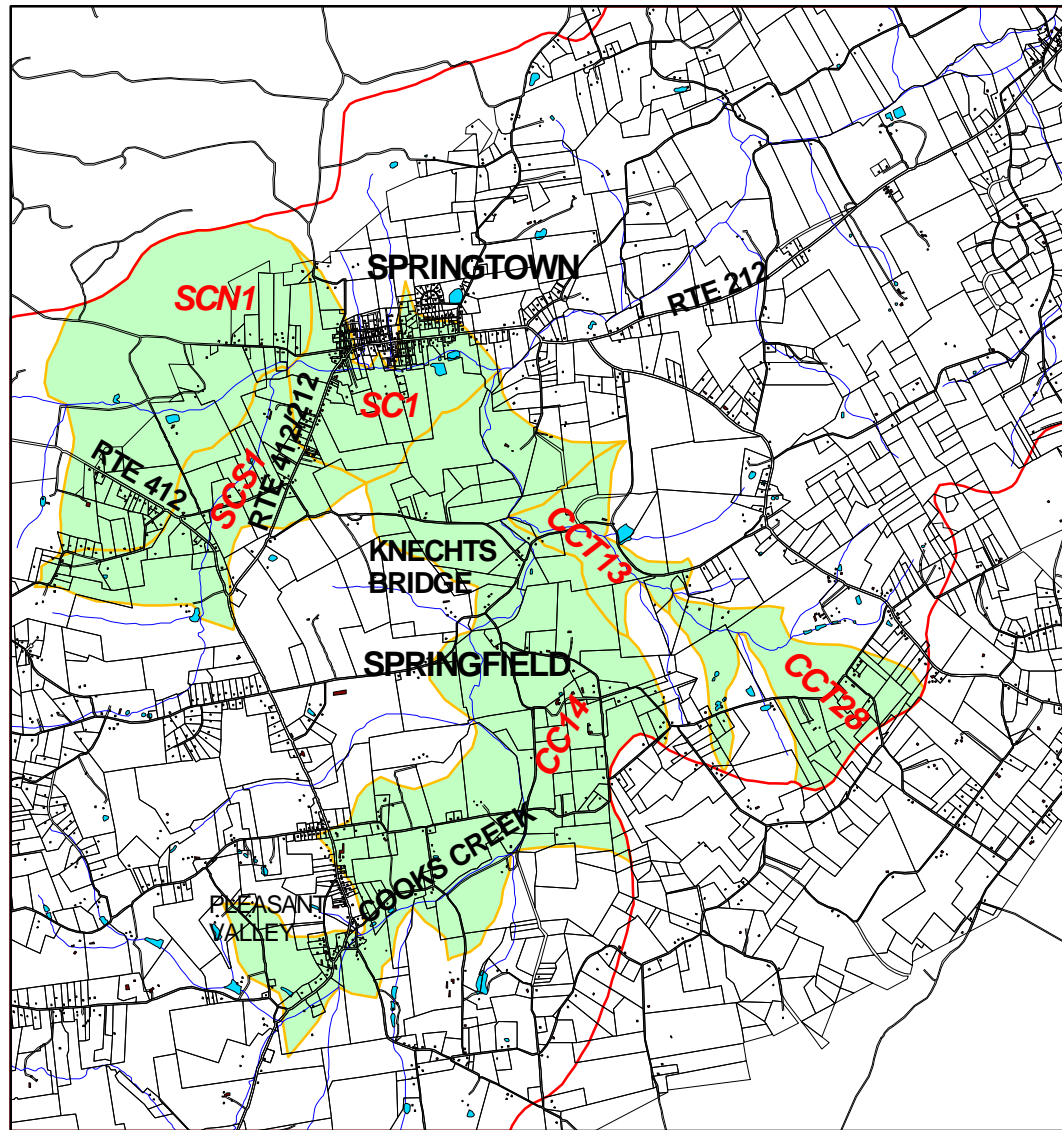 SPRINGTOWN
RTE 212
SCN1
SC1
RTE 412/212
RTE 412
SCS1
CCT13
KNECHTS
BRIDGE
SPRINGFIELD
CCT28
CC14
COOKS CREEK
PLEASANT
VALLEY